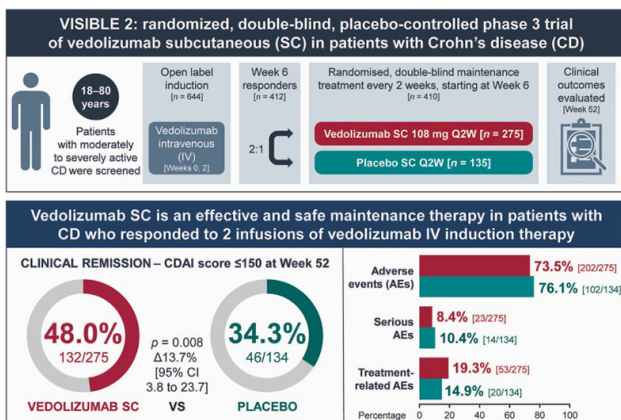 VISIBLE 2: randomized, double-blind, placebo-controlled phase 3 trial
of vedolizumab subcutaneous (SC) in patients with Crohn's disease (CD)
18–80
years
Patients
with moderately
to severely active
CD were screened
Open label
induction
[n = 644]
Vedolizumab
intravenous
(IV)
[Weeks 0, 2]
Week 6
responders
[n = 412]
2:1
Randomised, double-blind maintenance
treatment every 2 weeks, starting at Week 6
[n = 410]
Vedolizumab SC 108 mg Q2W [n = 275]
Placebo SC Q2W [n = 135]
Clinical
outcomes
evaluated
[Week 52]
Vedolizumab SC is an effective and safe maintenance therapy in patients with
CD who responded to 2 infusions of vedolizumab IV induction therapy
CLINICAL REMISSION – CDAI score ≤150 at Week 52
48.0%
132/275
VEDOLIZUMAB SC
p = 0.008
Δ13.7%
[95% CI
3.8 to 23.7]
VS
34.3%
46/134
PLACEBO
Adverse
events (AEs)
73.5% [202/275]
76.1% [102/134]
Serious
AEs
8.4% [23/275]
10.4% [14/134]
Treatment-
related AEs
19.3% [53/275]
14.9% [20/134]
Percentage
0 20 40 60 80 100